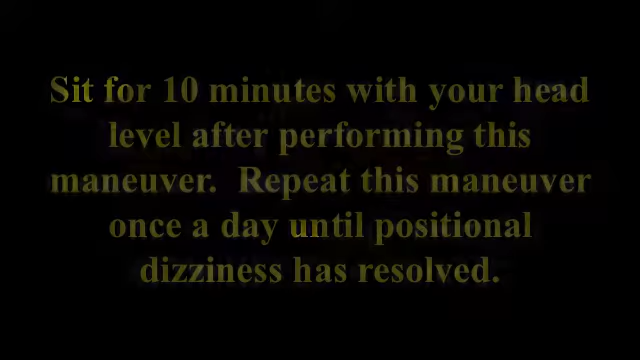 Sit for 10 minutes with your head
level after performing this
maneuver.  Repeat this maneuver
once a day until positional
dizziness has resolved.